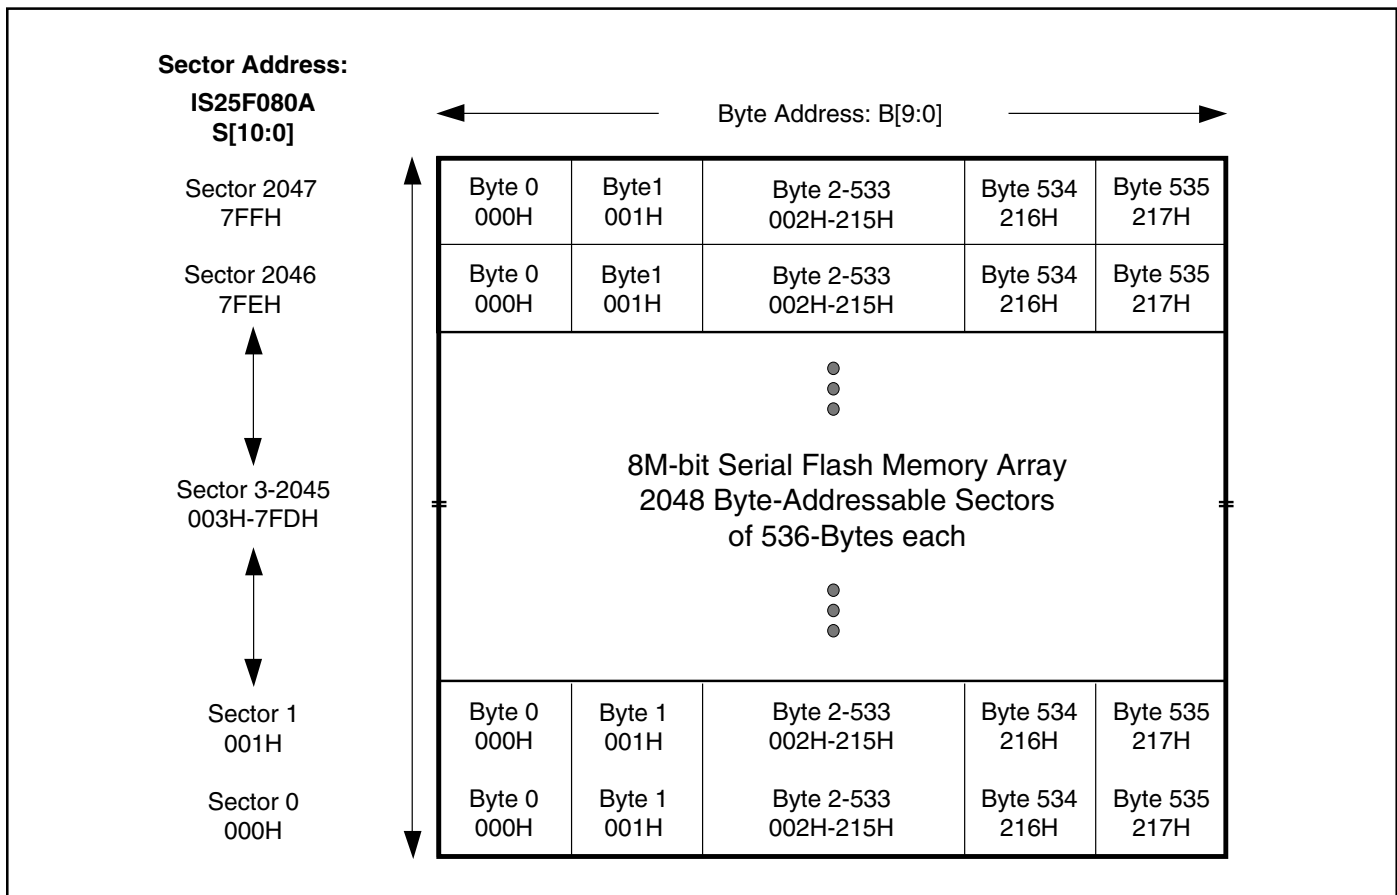 Sector Address:
IS25F080A
S[10:0]
Byte Address: B[9:0]
Sector 2047
7FFH
Byte 0
000H
Byte1
001H
Byte 2-533
002H-215H
Byte 534
216H
Byte 535
217H
Sector 2046
7FEH
Byte 0
000H
Byte1
001H
Byte 2-533
002H-215H
Byte 534
216H
Byte 535
217H
Sector 3-2045
003H-7FDH
8M-bit Serial Flash Memory Array
2048 Byte-Addressable Sectors
of 536-Bytes each
Sector 1
001H
Byte 0
000H
Byte 1
001H
Byte 2-533
002H-215H
Byte 534
216H
Byte 535
217H
Sector 0
000H
Byte 0
000H
Byte 1
001H
Byte 2-533
002H-215H
Byte 534
216H
Byte 535
217H